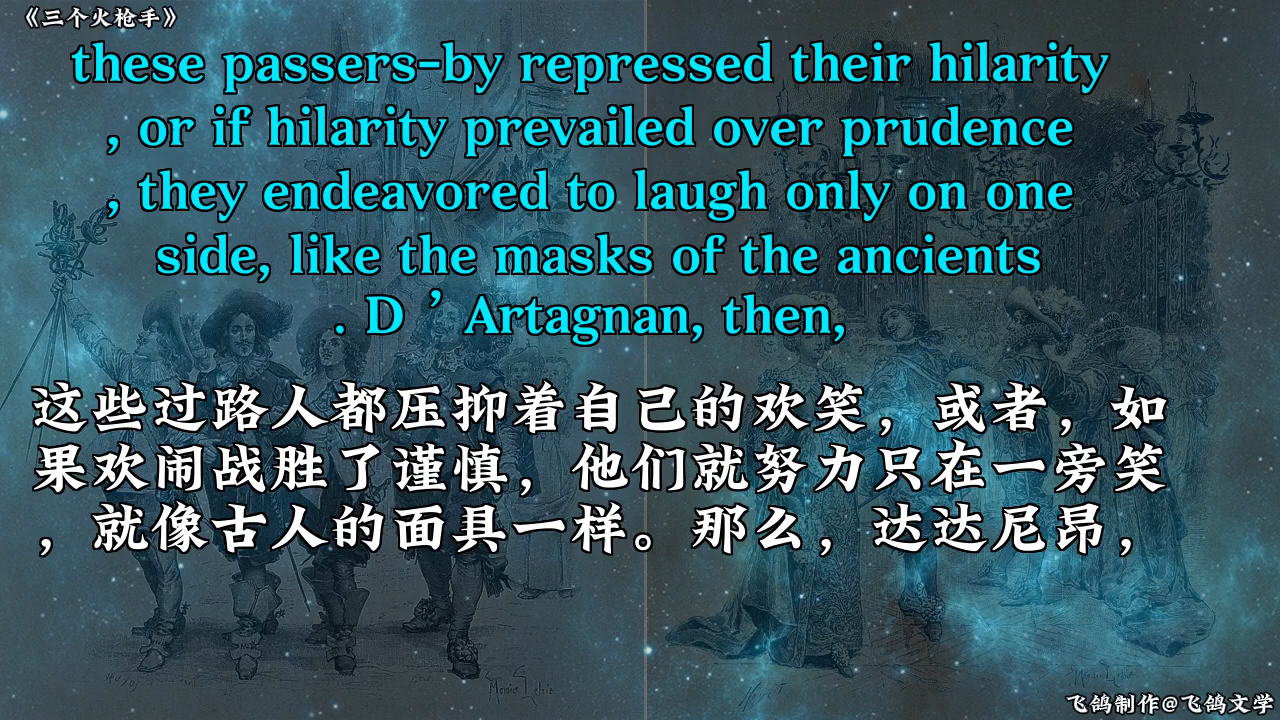 《三个火枪手》
these passers-by repressed their hilarity
, or if hilarity prevailed over prudence
, they endeavored to laugh only on one
side, like the masks of the ancients
. D ’ Artagnan, then,
这些过路人都压抑着自己的欢笑，或者，如
果欢闹战胜了谨慎，他们就努力只在一旁笑
，就像古人的面具一样。那么，达达尼昂，
飞鸽制作@飞鸽文学